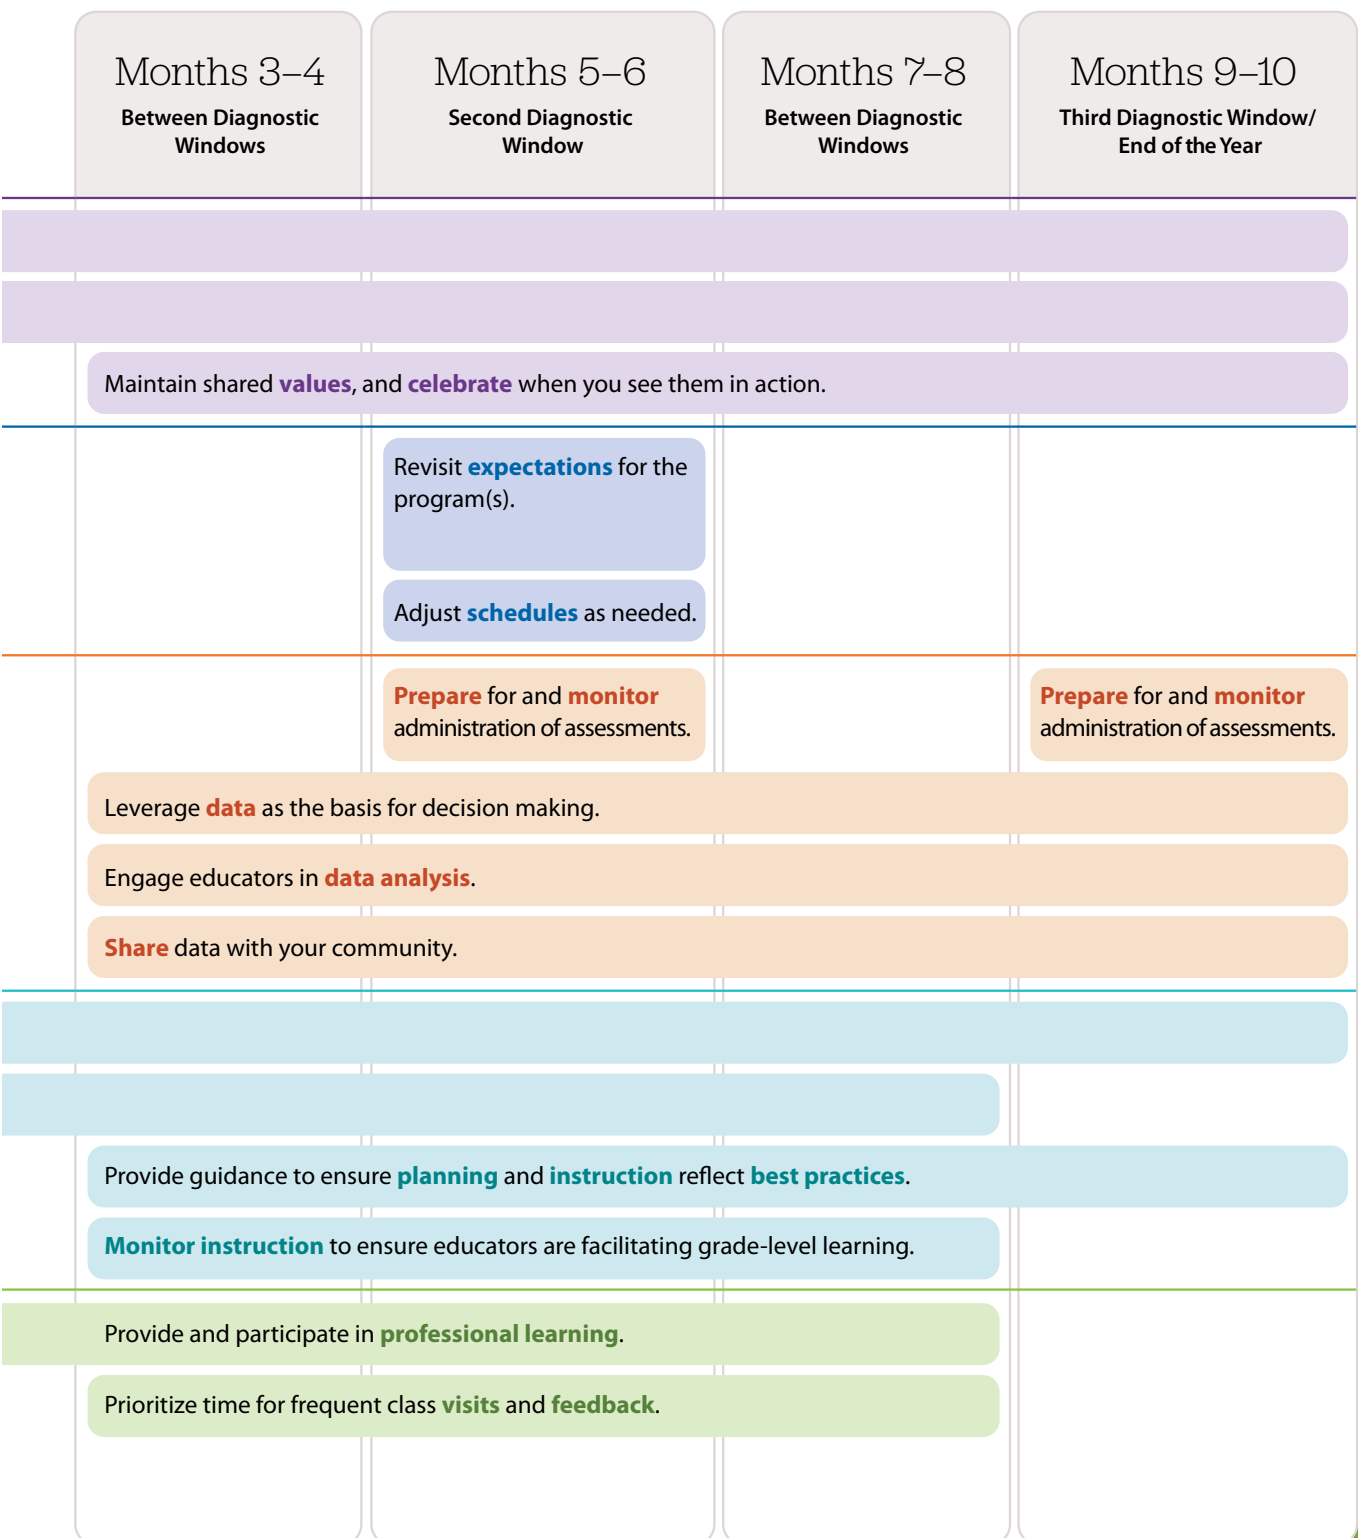 Months 3–4
Between Diagnostic
Windows
Months 5–6
Second Diagnostic
Window
Months 7–8
Between Diagnostic
Windows
Months 9–10
Third Diagnostic Window/
End of the Year
Maintain shared values, and celebrate when you see them in action.
Revisit expectations for the
program(s).
Adjust schedules as needed.
Prepare for and monitor
administration of assessments.
Prepare for and monitor
administration of assessments.
Leverage data as the basis for decision making.
Engage educators in data analysis.
Share data with your community.
Provide guidance to ensure planning and instruction reflect best practices.
Monitor instruction to ensure educators are facilitating grade-level learning.
Provide and participate in professional learning.
Prioritize time for frequent class visits and feedback.